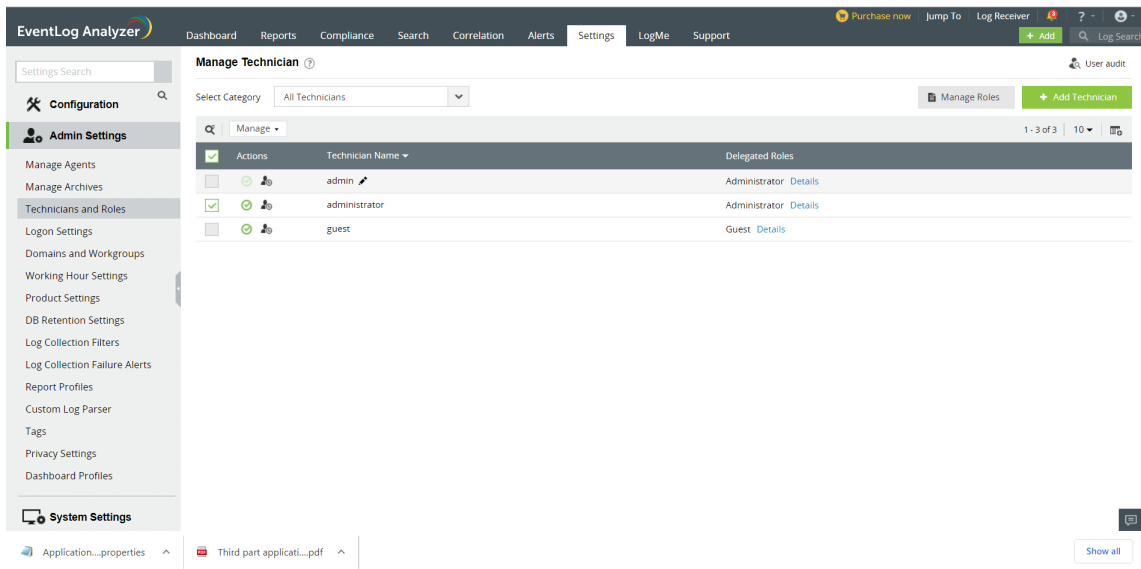 Purchase now Jump To Log Receiver 3 ?
EventLog Analyzer
Dashboard Reports Compliance Search Correlation Alerts Settings LogMe Support
+ Add Log Search
Settings Search
Manage Technician ?
User audit
Configuration
Select Category All Technicians
Manage Roles + Add Technician
Admin Settings
Manage
1 - 3 of 3 10
Actions Technician Name Delegated Roles
admin Administrator Details
administrator Administrator Details
guest Guest Details
Manage Agents
Manage Archives
Technicians and Roles
Logon Settings
Domains and Workgroups
Working Hour Settings
Product Settings
DB Retention Settings
Log Collection Filters
Log Collection Failure Alerts
Report Profiles
Custom Log Parser
Tags
Privacy Settings
Dashboard Profiles
System Settings
Application....properties
PDF
Third part applicati....pdf
Show all